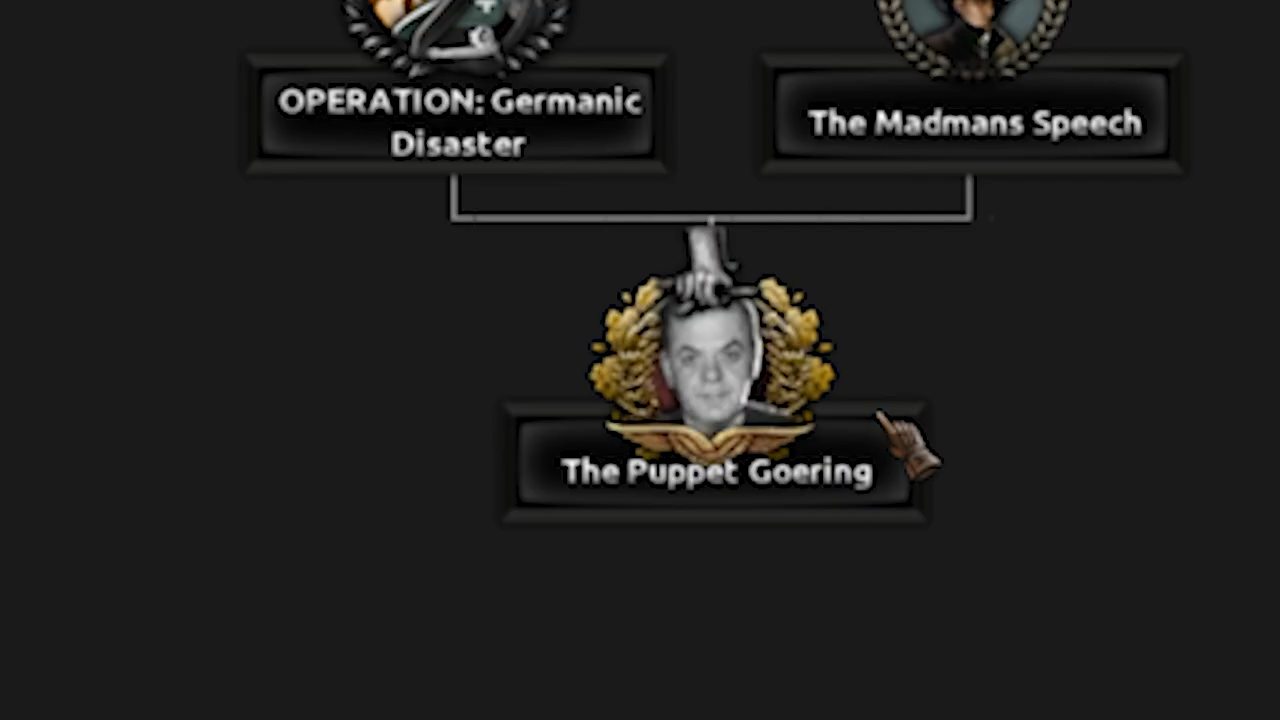 OPERATION: Germanic
Disaster
The Madmans Speech
The Puppet Goering